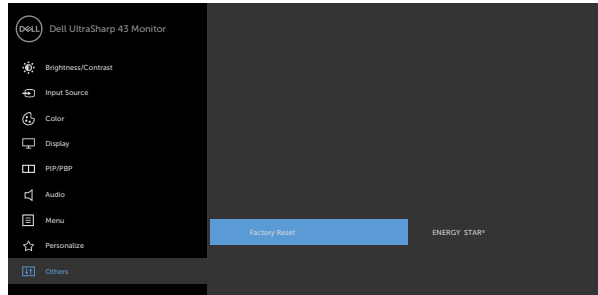 DELL Dell UltraSharp 43 Monitor
Brightness/Contrast
Input Source
Color
Display
PIP/PBP
Audio
Menu
Personalize
Others
Factory Reset ENERGY STAR®